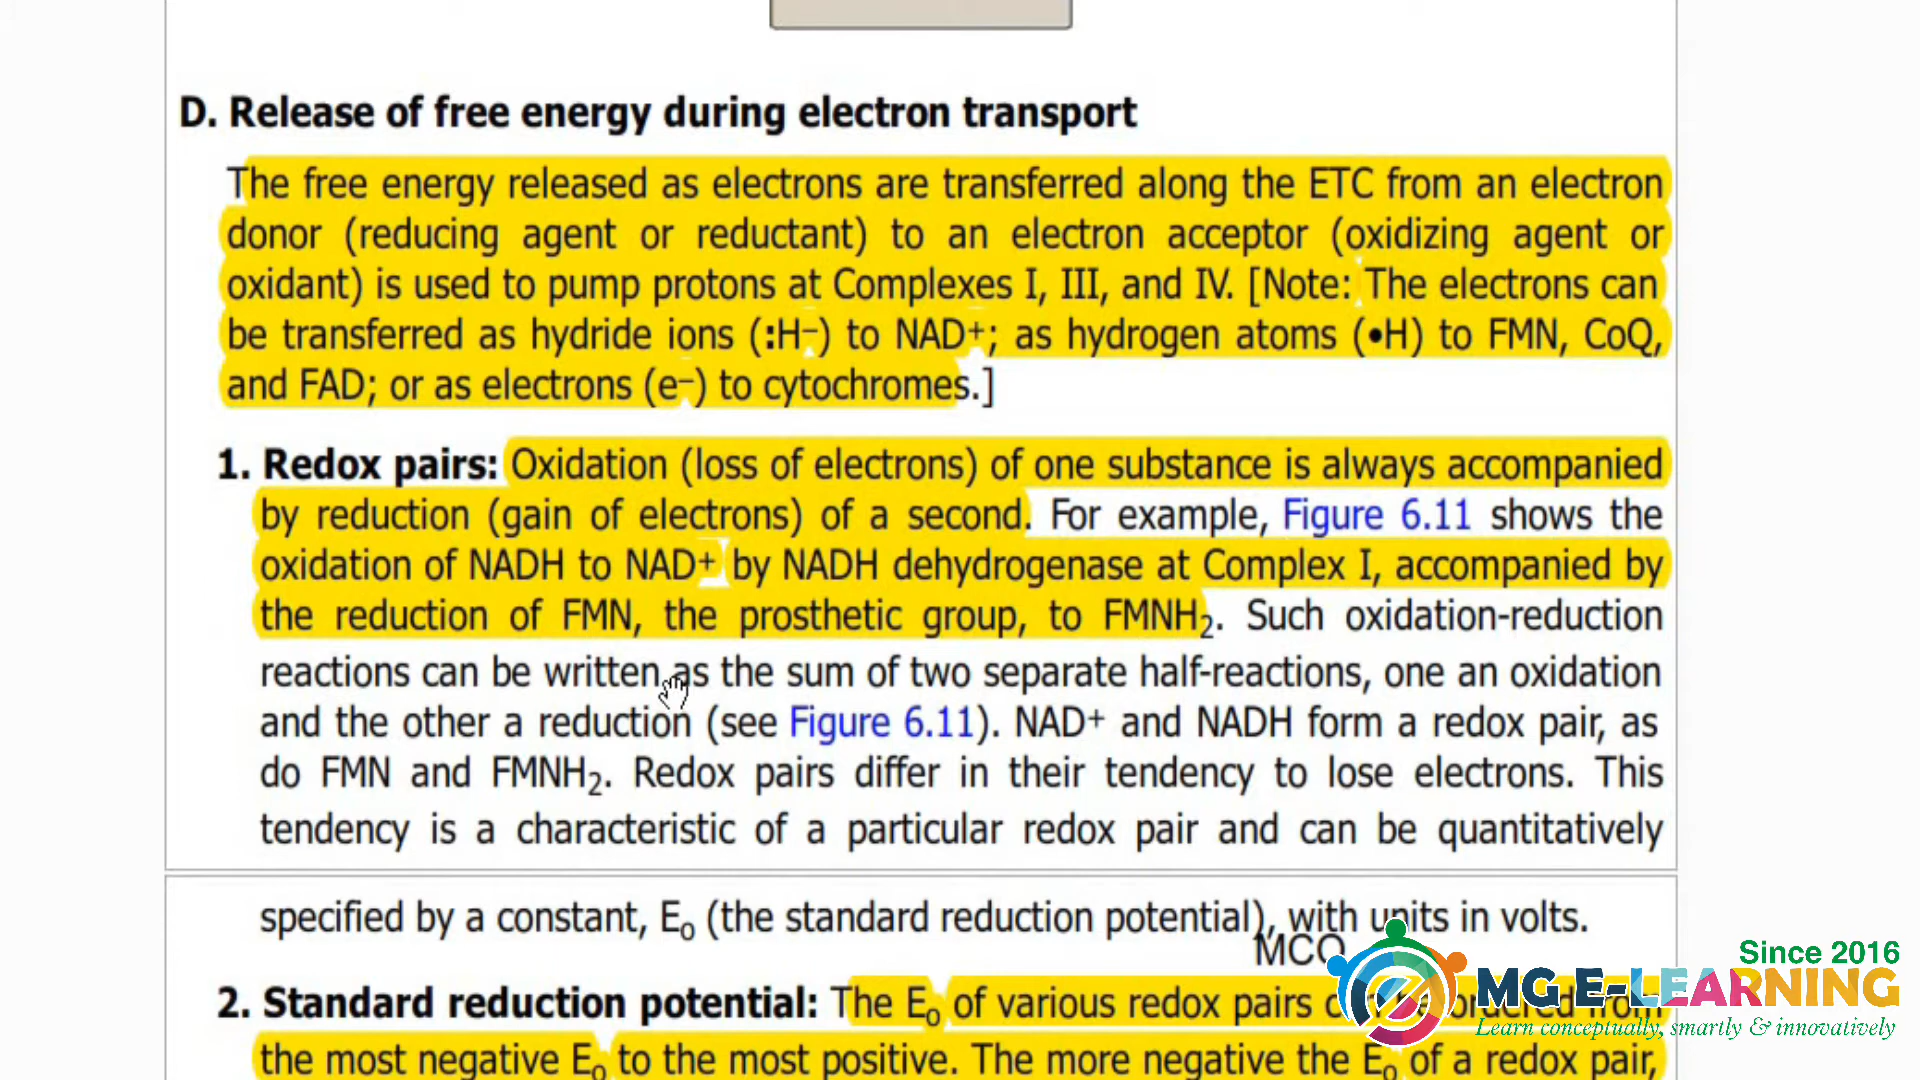 D. Release of free energy during electron transport
The free energy released as electrons are transferred along the ETC from an electron
donor (reducing agent or reductant) to an electron acceptor (oxidizing agent or
oxidant) is used to pump protons at Complexes I, III, and IV. [Note: The electrons can
be transferred as hydride ions (:H⁻) to NAD⁺; as hydrogen atoms (•H) to FMN, CoQ,
and FAD; or as electrons (e⁻) to cytochromes.]
1. Redox pairs: Oxidation (loss of electrons) of one substance is always accompanied
by reduction (gain of electrons) of a second. For example, Figure 6.11 shows the
oxidation of NADH to NAD⁺ by NADH dehydrogenase at Complex I, accompanied by
the reduction of FMN, the prosthetic group, to FMNH₂. Such oxidation-reduction
reactions can be written as the sum of two separate half-reactions, one an oxidation
and the other a reduction (see Figure 6.11). NAD⁺ and NADH form a redox pair, as
do FMN and FMNH₂. Redox pairs differ in their tendency to lose electrons. This
tendency is a characteristic of a particular redox pair and can be quantitatively
specified by a constant, E₀ (the standard reduction potential), with units in volts.
MCQ
Since 2016
MG E-LEARNING
Learn conceptually, smartly & innovatively
2. Standard reduction potential: The E₀ of various redox pairs ordered from
the most negative E₀ to the most positive. The more negative the E₀ of a redox pair,